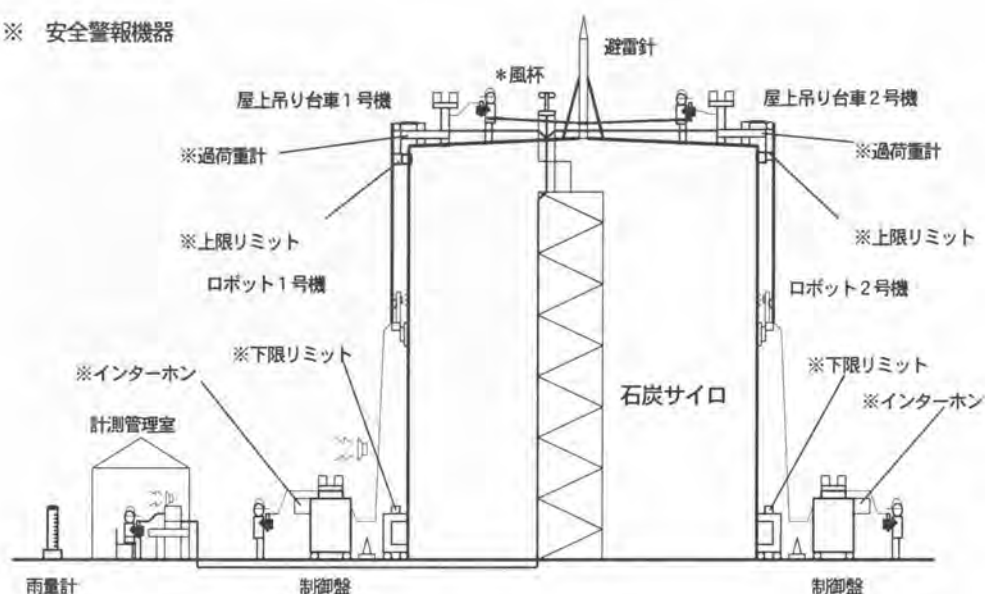 ※ 安全警報機器
避雷針
*風杯
屋上吊り台車1号機
屋上吊り台車2号機
※過荷重計
※過荷重計
※上限リミット
※上限リミット
ロボット1号機
ロボット2号機
※下限リミット
※下限リミット
※インターホン
※インターホン
石炭サイロ
計測管理室
雨量計
制御盤
制御盤